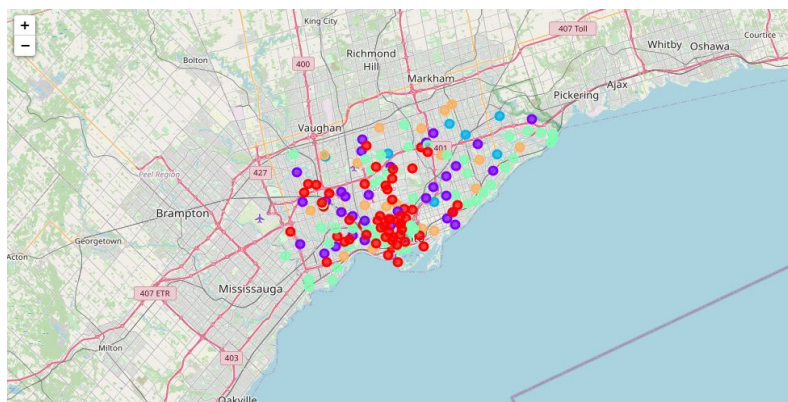 +
−
King City
407 Toll
Courtice
Whitby
Oshawa
Richmond
Hill
Bolton
400
Markham
Ajax
Pickering
Vaughan
401
427
Peel Region
Brampton
Georgetown
Acton
Mississauga
407 ETR
Milton
403
Oakville